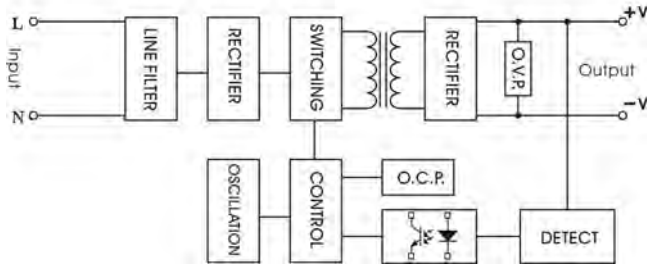 L
N
Input
LINE FILTER
RECTIFIER
SWITCHING
RECTIFIER
O.V.P.
+V
Output
-V
OSCILLATION
CONTROL
O.C.P.
DETECT